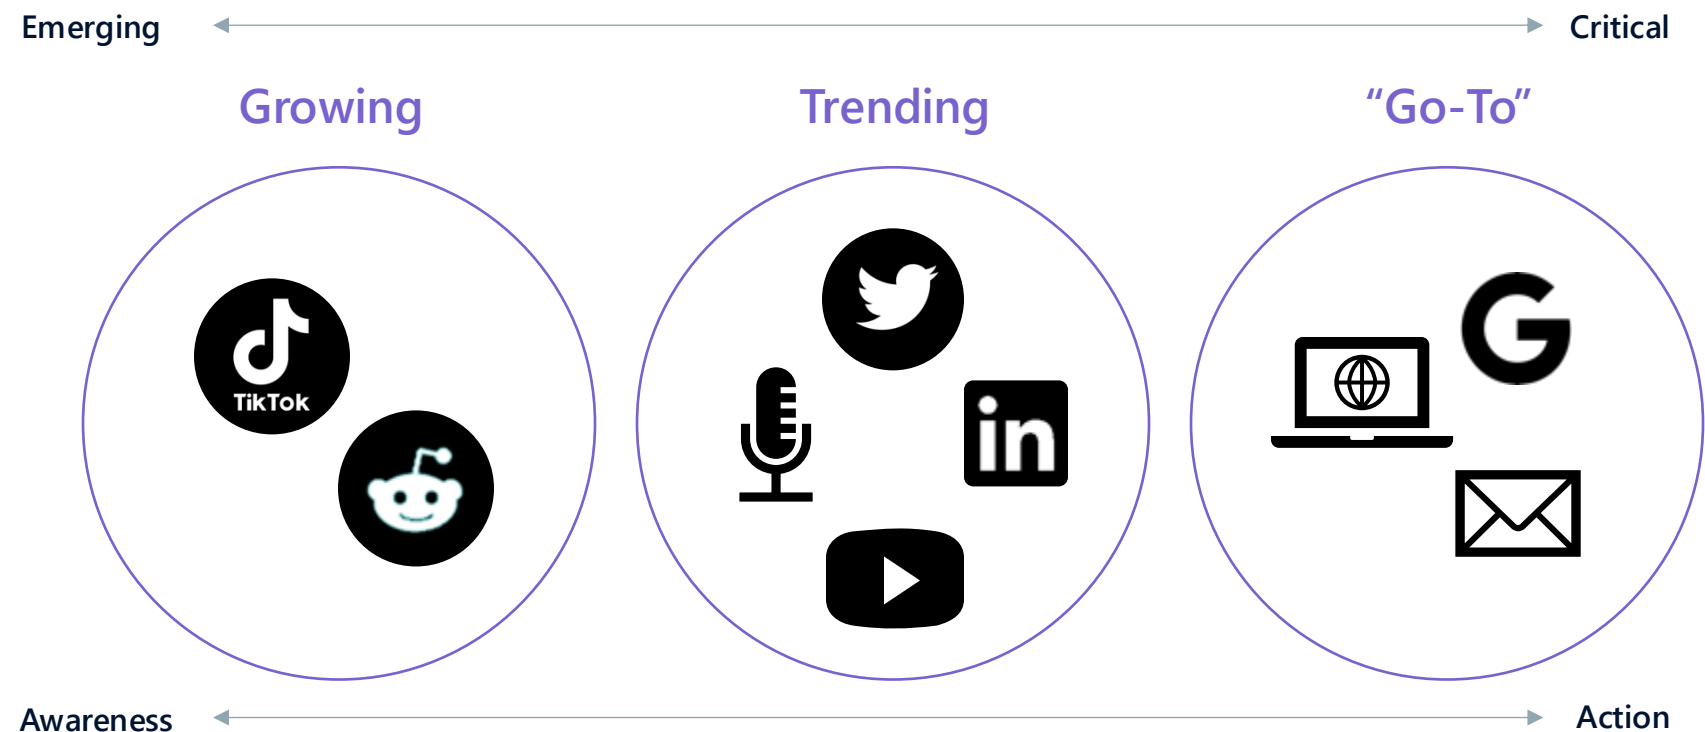 Emerging
Critical
Growing
Trending
“Go-To”
TikTok
in
Awareness
Action